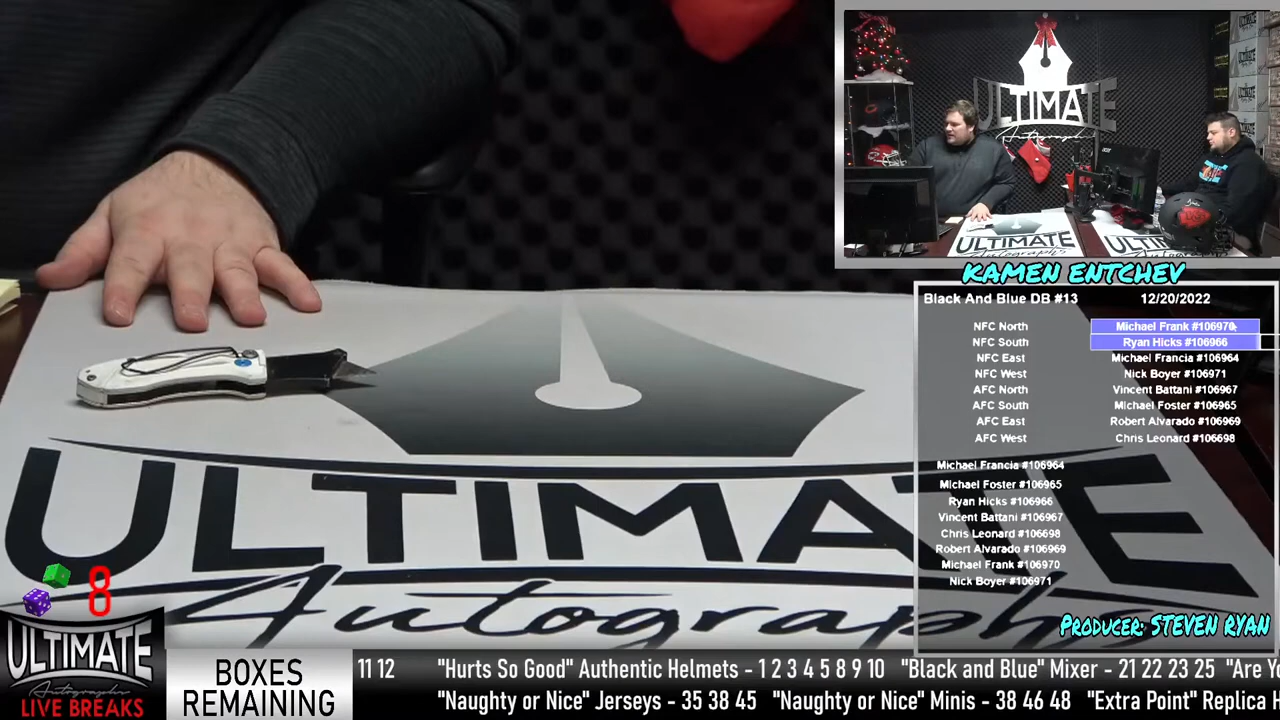 ULTIMATE
Autographs
ULTIMATE
Autographs
KAMEN ENTCHEV
Black And Blue DB #13 12/20/2022
NFC North Michael Frank #106970
NFC South Ryan Hicks #106966
NFC East Michael Francia #106964
NFC West Nick Boyer #106971
AFC North Vincent Battani #106967
AFC South Michael Foster #106965
AFC East Robert Alvarado #106969
AFC West Chris Leonard #106698
Michael Francia #106964
Michael Foster #106965
Ryan Hicks #106966
Vincent Battani #106967
Chris Leonard #106698
Robert Alvarado #106969
Michael Frank #106970
Nick Boyer #106971
Producer: STEVEN RYAN
ULTIMATE
Autographs
8
ULTIMATE
Autographs
LIVE BREAKS
BOXES
REMAINING
11 12 "Hurts So Good" Authentic Helmets - 1 2 3 4 5 8 9 10 "Black and Blue" Mixer - 21 22 23 25 "Are
"Naughty or Nice" Jerseys - 35 38 45 "Naughty or Nice" Minis - 38 46 48 "Extra Point" Replica